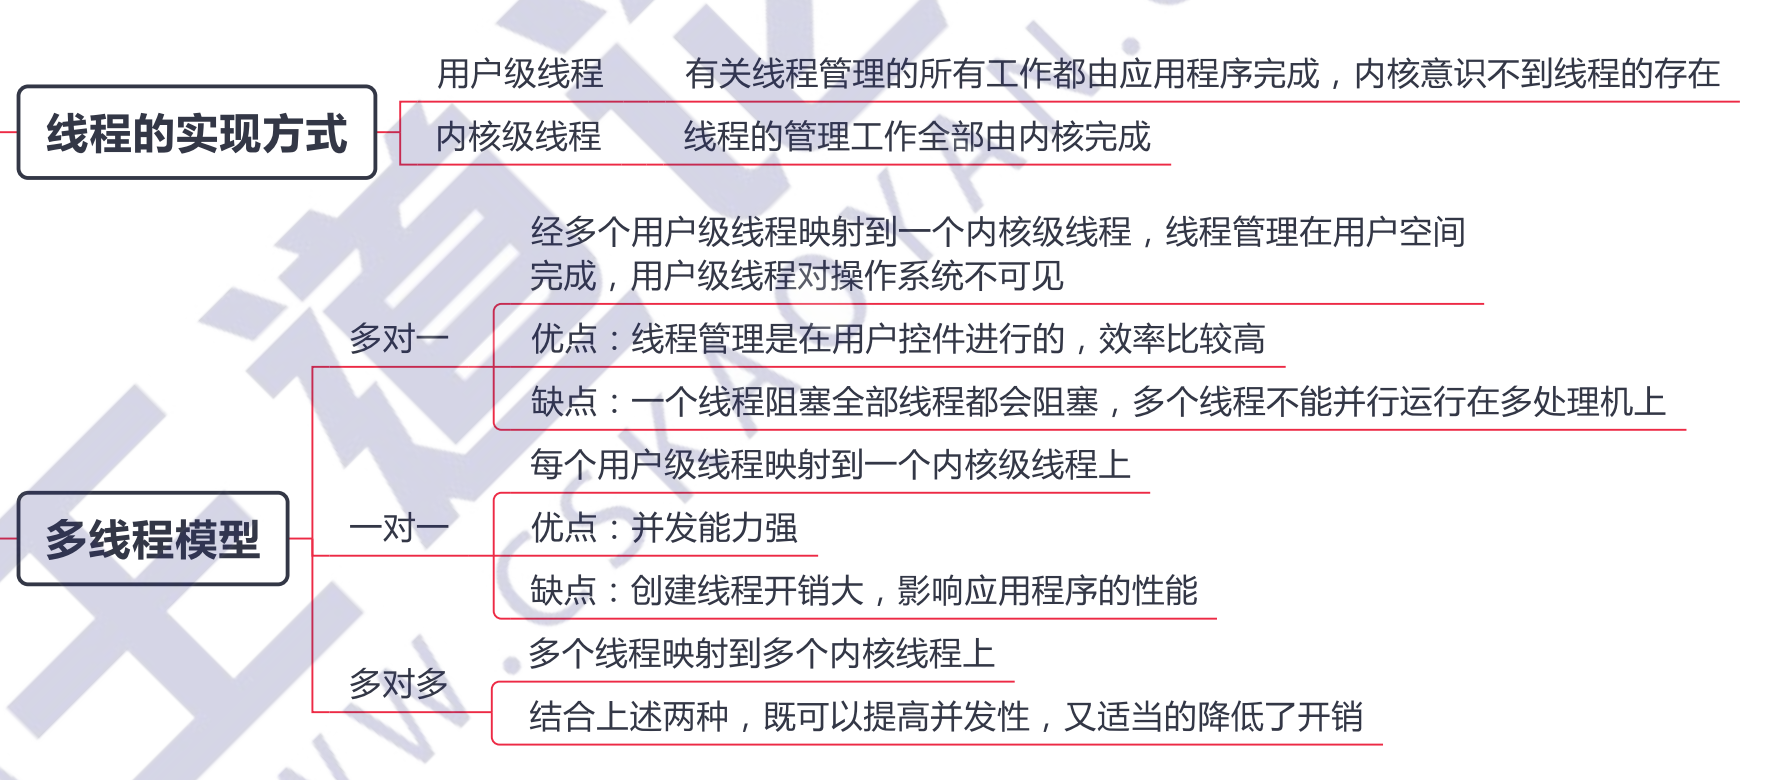 线程的实现方式
用户级线程 有关线程管理的所有工作都由应用程序完成，内核意识不到线程的存在
内核级线程 线程的管理工作全部由内核完成
多线程模型
多对一
经多个用户级线程映射到一个内核级线程，线程管理在用户空间
完成，用户级线程对操作系统不可见
优点：线程管理是在用户控件进行的，效率比较高
缺点：一个线程阻塞全部线程都会阻塞，多个线程不能并行运行在多处理机上
一对一
每个用户级线程映射到一个内核级线程上
优点：并发能力强
缺点：创建线程开销大，影响应用程序的性能
多对多
多个线程映射到多个内核线程上
结合上述两种，既可以提高并发性，又适当的降低了开销
王道论
W.CSKAOYAN.